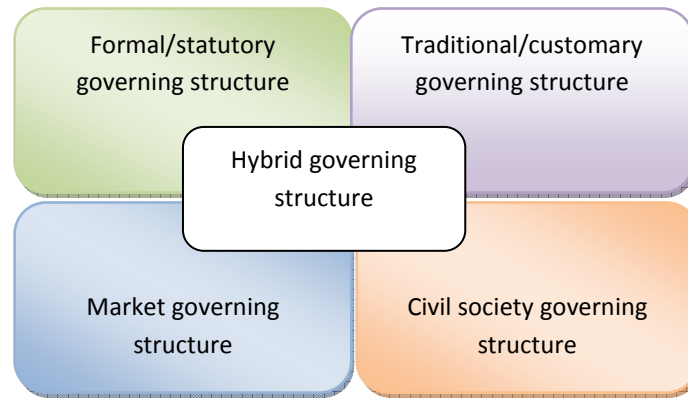 Formal/statutory
governing structure
Traditional/customary
governing structure
Hybrid governing
structure
Market governing
structure
Civil society governing
structure